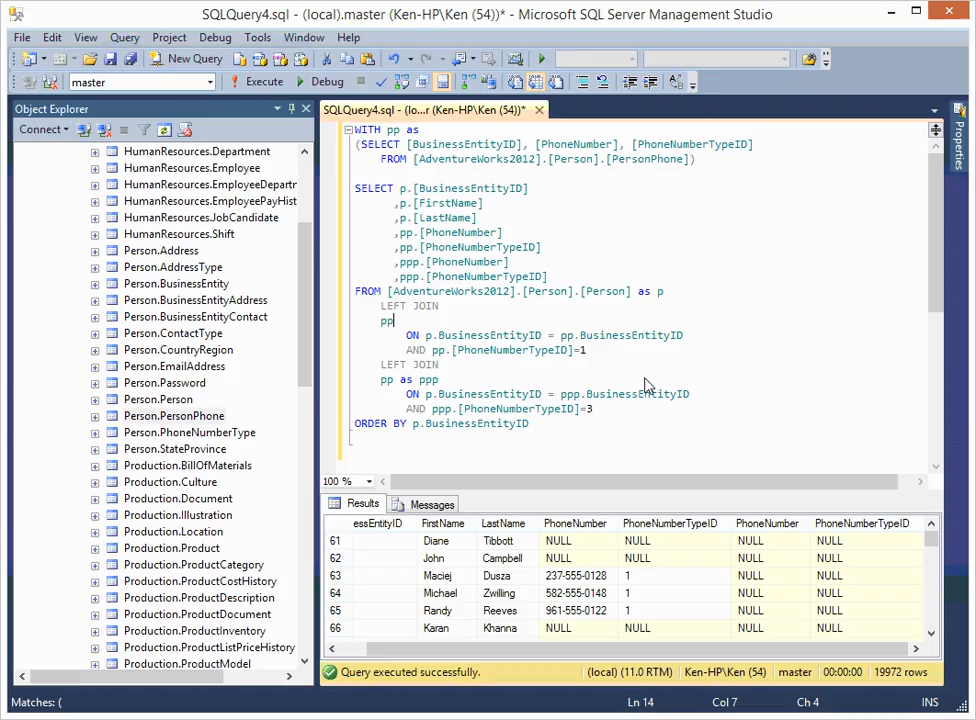 SQLQuery4.sql - (local).master (Ken-HP\Ken (54))* - Microsoft SQL Server Management Studio
File Edit View Query Project Debug Tools Window Help
New Query
master Execute Debug
Object Explorer
Connect
HumanResources.Department
HumanResources.Employee
HumanResources.EmployeeDepartr
HumanResources.EmployeePayHist
HumanResources.JobCandidate
HumanResources.Shift
Person.Address
Person.AddressType
Person.BusinessEntity
Person.BusinessEntityAddress
Person.BusinessEntityContact
Person.ContactType
Person.CountryRegion
Person.EmailAddress
Person.Password
Person.Person
Person.PersonPhone
Person.PhoneNumberType
Person.StateProvince
Production.BillOfMaterials
Production.Culture
Production.Document
Production.Illustration
Production.Location
Production.Product
Production.ProductCategory
Production.ProductCostHistory
Production.ProductDescription
Production.ProductDocument
Production.ProductInventory
Production.ProductListPriceHistory
Production.ProductModel
SQLQuery4.sql - (lo...r (Ken-HP\Ken (54))*
WITH pp as
(SELECT [BusinessEntityID], [PhoneNumber], [PhoneNumberTypeID]
FROM [AdventureWorks2012].[Person].[PersonPhone])
SELECT p.[BusinessEntityID]
,p.[FirstName]
,p.[LastName]
,pp.[PhoneNumber]
,pp.[PhoneNumberTypeID]
,ppp.[PhoneNumber]
,ppp.[PhoneNumberTypeID]
FROM [AdventureWorks2012].[Person].[Person] as p
LEFT JOIN
pp
ON p.BusinessEntityID = pp.BusinessEntityID
AND pp.[PhoneNumberTypeID]=1
LEFT JOIN
pp as ppp
ON p.BusinessEntityID = ppp.BusinessEntityID
AND ppp.[PhoneNumberTypeID]=3
ORDER BY p.BusinessEntityID
100 %
Results Messages
essEntityID FirstName LastName PhoneNumber PhoneNumberTypeID PhoneNumber PhoneNumberTypeID
61 Diane Tibbott NULL NULL NULL NULL
62 John Campbell NULL NULL NULL NULL
63 Maciej Dusza 237-555-0128 1 NULL NULL
64 Michael Zwilling 582-555-0148 1 NULL NULL
65 Randy Reeves 961-555-0122 1 NULL NULL
66 Karan Khanna NULL NULL NULL NULL
Query executed successfully. (local) (11.0 RTM) Ken-HP\Ken (54) master 00:00:00 19972 rows
Properties
Matches: ( Ln 14 Col 7 Ch 4 INS